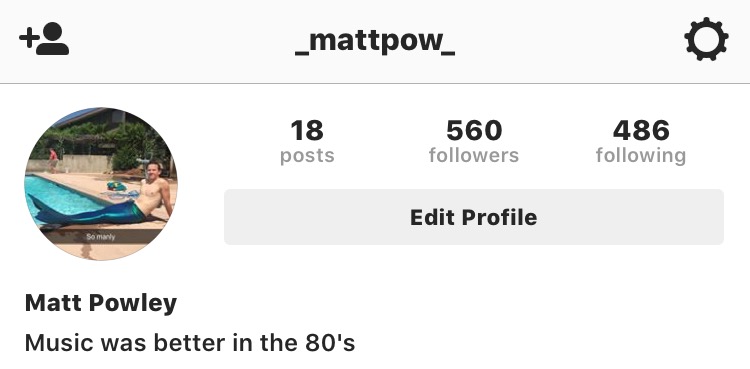 _mattpow_
18 560 486
posts followers following
Edit Profile
So manly
Matt Powley
Music was better in the 80's